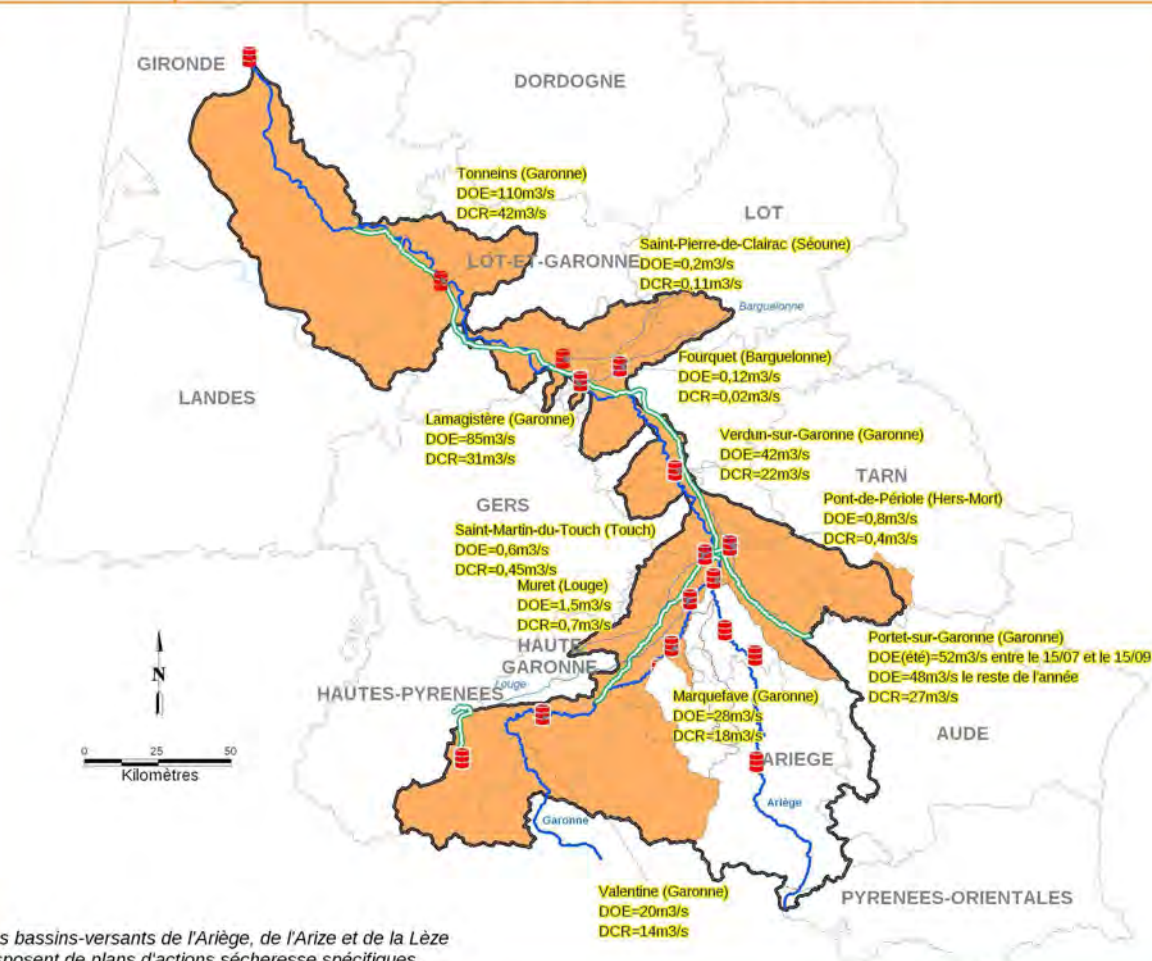 GIRONDE
DORDOGNE
Tonneins (Garonne)
DOE=110m3/s
DCR=42m3/s
LOT
Saint-Pierre-de-Clairac (Séoune)
DOE=0,2m3/s
DCR=0,11m3/s
LOT-ET-GARONNE
Barguelonne
Fourquet (Barguelonne)
DOE=0,12m3/s
DCR=0,02m3/s
LANDES
Lamagistère (Garonne)
DOE=85m3/s
DCR=31m3/s
Verdun-sur-Garonne (Garonne)
DOE=42m3/s
DCR=22m3/s
TARN
GERS
Pont-de-Périole (Hers-Mort)
DOE=0,8m3/s
DCR=0,4m3/s
Saint-Martin-du-Touch (Touch)
DOE=0,6m3/s
DCR=0,45m3/s
Muret (Louge)
DOE=1,5m3/s
DCR=0,7m3/s
HAUTE
GARONNE
Portet-sur-Garonne (Garonne)
DOE(été)=52m3/s entre le 15/07 et le 15/09
DOE=48m3/s le reste de l'année
DCR=27m3/s
N
Louge
HAUTES-PYRENEES
Marquefave (Garonne)
DOE=28m3/s
DCR=18m3/s
AUDE
0 25 50
Kilomètres
ARIEGE
Ariège
Garonne
Valentine (Garonne)
DOE=20m3/s
DCR=14m3/s
PYRENEES-ORIENTALES
s bassins-versants de l'Ariège, de l'Arize et de la Lèze
sposent de plans d'actions sécheresse spécifiques